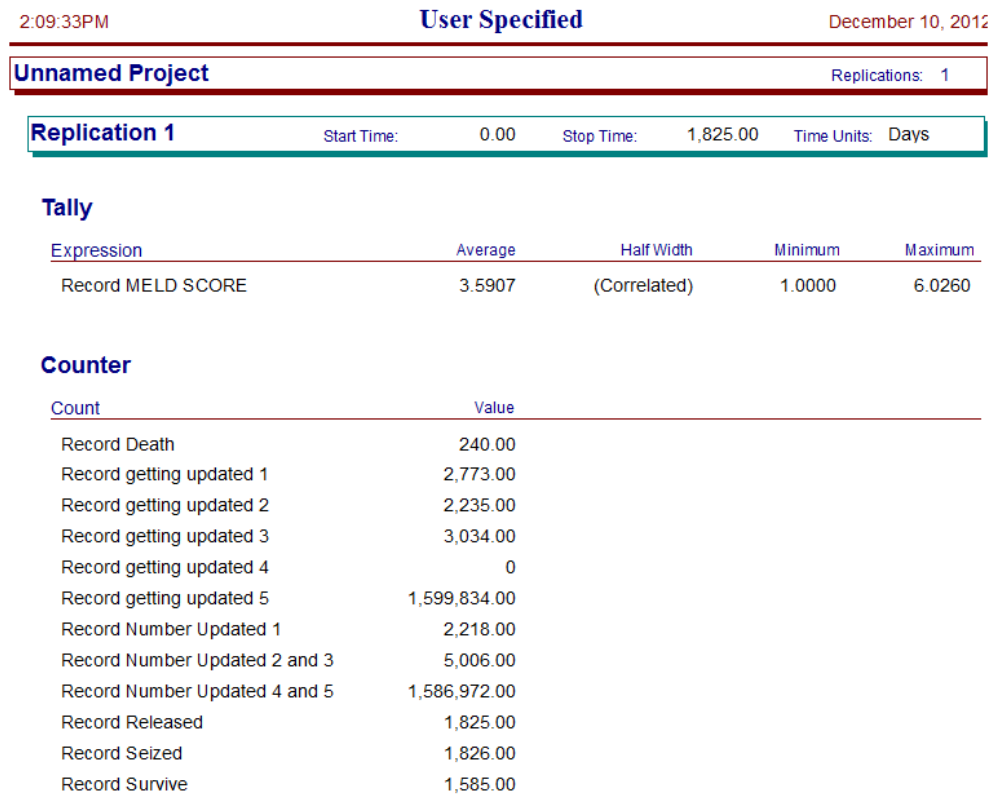 2:09:33PM User Specified December 10, 2012
Unnamed Project Replications: 1
Replication 1 Start Time: 0.00 Stop Time: 1,825.00 Time Units: Days
Tally
Expression Average Half Width Minimum Maximum
Record MELD SCORE 3.5907 (Correlated) 1.0000 6.0260
Counter
Count Value
Record Death 240.00
Record getting updated 1 2,773.00
Record getting updated 2 2,235.00
Record getting updated 3 3,034.00
Record getting updated 4 0
Record getting updated 5 1,599,834.00
Record Number Updated 1 2,218.00
Record Number Updated 2 and 3 5,006.00
Record Number Updated 4 and 5 1,586,972.00
Record Released 1,825.00
Record Seized 1,826.00
Record Survive 1,585.00